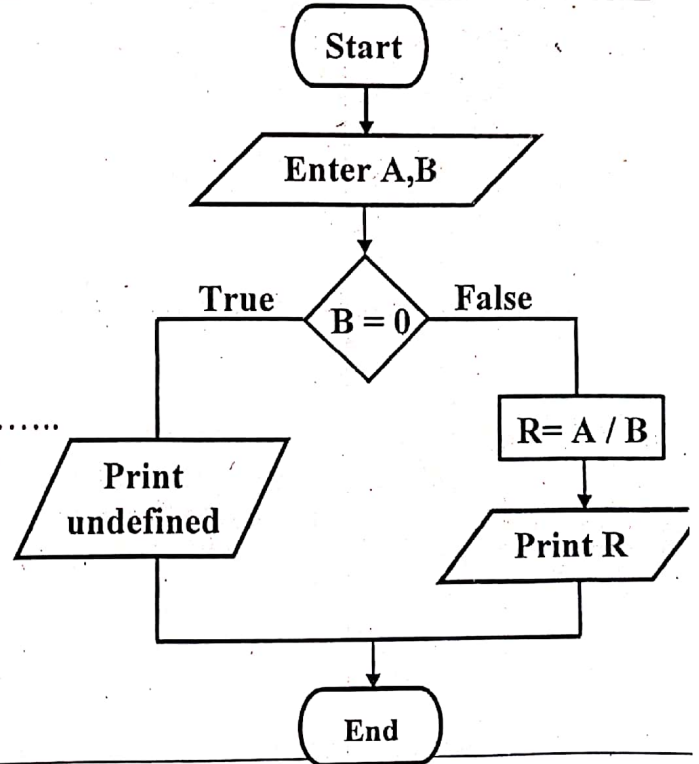 Start
Enter A,B
True
False
B = 0
R= A / B
Print
undefined
Print R
End